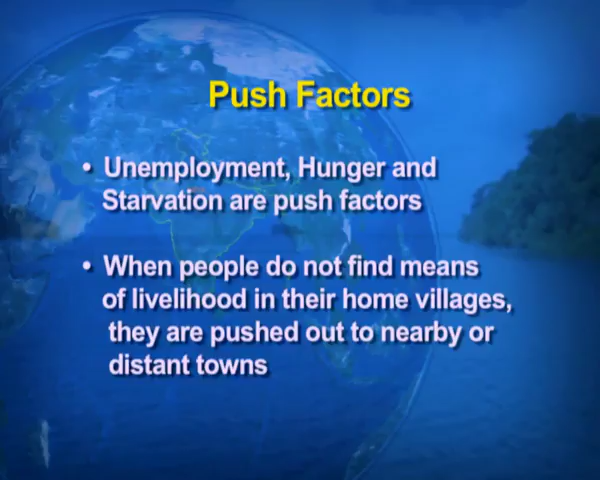 Push Factors
• Unemployment, Hunger and
Starvation are push factors
• When people do not find means
of livelihood in their home villages,
they are pushed out to nearby or
distant towns